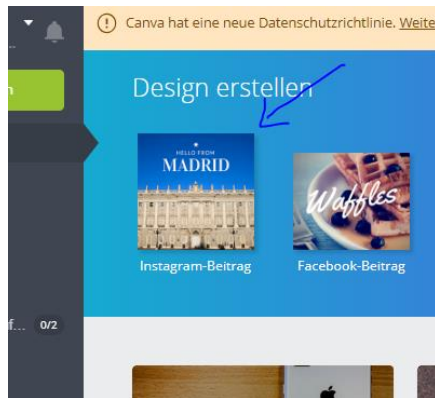 Canva hat eine neue Datenschutzrichtlinie. Weite
n
Design erstellen
HELLO FROM
MADRID
Waffles
Instagram-Beitrag
Facebook-Beitrag
f... 0/2